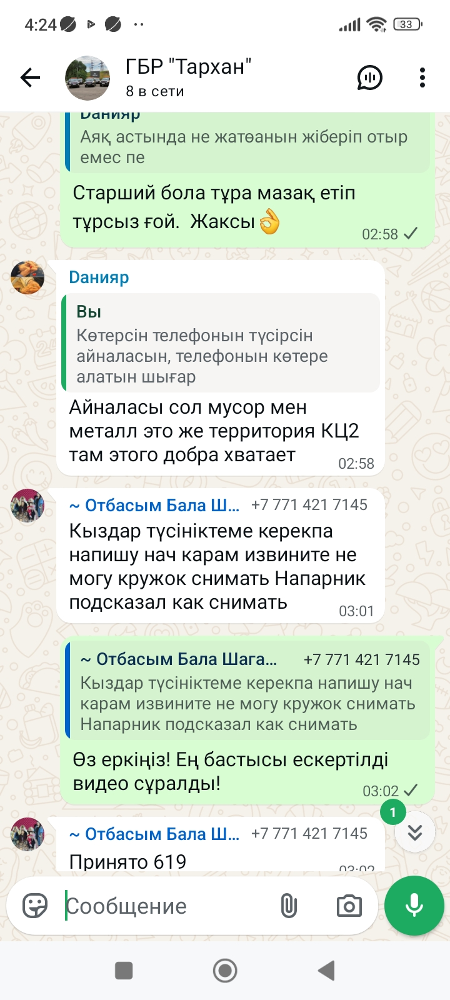 4:24
33
ГБР "Тархан"
8 в сети
Dанияр
Аяқ астында не жатөанын жіберіп отыр
емес пе
Старший бола тұра мазақ етіп
тұрсыз ғой. Жаксы👌
02:58
Dанияр
Вы
Көтерсін телефонын түсірсін
айналасын, телефонын көтере
алатын шығар
Айналасы сол мусор мен
металл это же территория КЦ2
там этого добра хватает
02:58
~ Отбасым Бала Ш... +7 771 421 7145
Кыздар түсініктеме керекпа
напишу нач карам извините не
могу кружок снимать Напарник
подсказал как снимать
03:01
~ Отбасым Бала Шага... +7 771 421 7145
Кыздар түсініктеме керекпа напишу нач
карам извините не могу кружок снимать
Напарник подсказал как снимать
Өз еркіңіз! Ең бастысы ескертілді
видео сұралды!
03:02
1
~ Отбасым Бала Ш... +7 771 421 7145
Принято 619
03:02
Сообщение